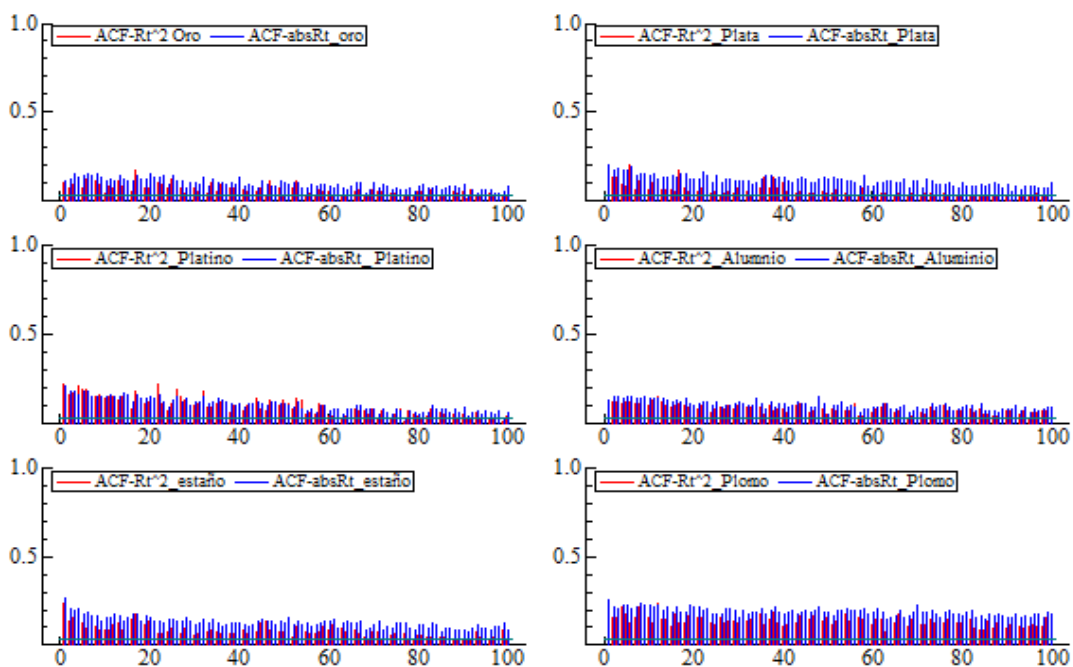 1.0
ACF-Rt^2 Oro ACF-absRt_oro
0.5
0 20 40 60 80 100
1.0
ACF-Rt^2_Plata ACF-absRt_Plata
0.5
0 20 40 60 80 100
1.0
ACF-Rt^2_Platino ACF-absRt_ Platino
0.5
0 20 40 60 80 100
1.0
ACF-Rt^2_Alumnio ACF-absRt_Aluminio
0.5
0 20 40 60 80 100
1.0
ACF-Rt^2_estaño ACF-absRt_estaño
0.5
0 20 40 60 80 100
1.0
ACF-Rt^2_Plomo ACF-absRt_Plomo
0.5
0 20 40 60 80 100